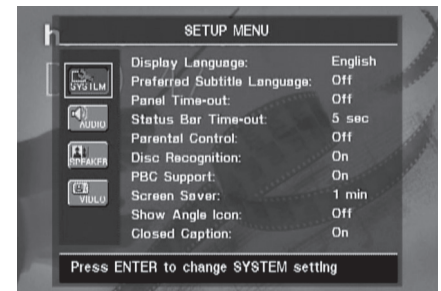 SETUP MENU
Display Language: English
Preferred Subtitle Language: Off
Panel Time-out: Off
Status Bar Time-out: 5 sec
Parental Control: Off
Disc Recognition: On
PBC Support: On
Screen Saver: 1 min
Show Angle Icon: Off
Closed Caption: On
SYSTEM
AUDIO
SPEAKER
VIDEO
Press ENTER to change SYSTEM setting